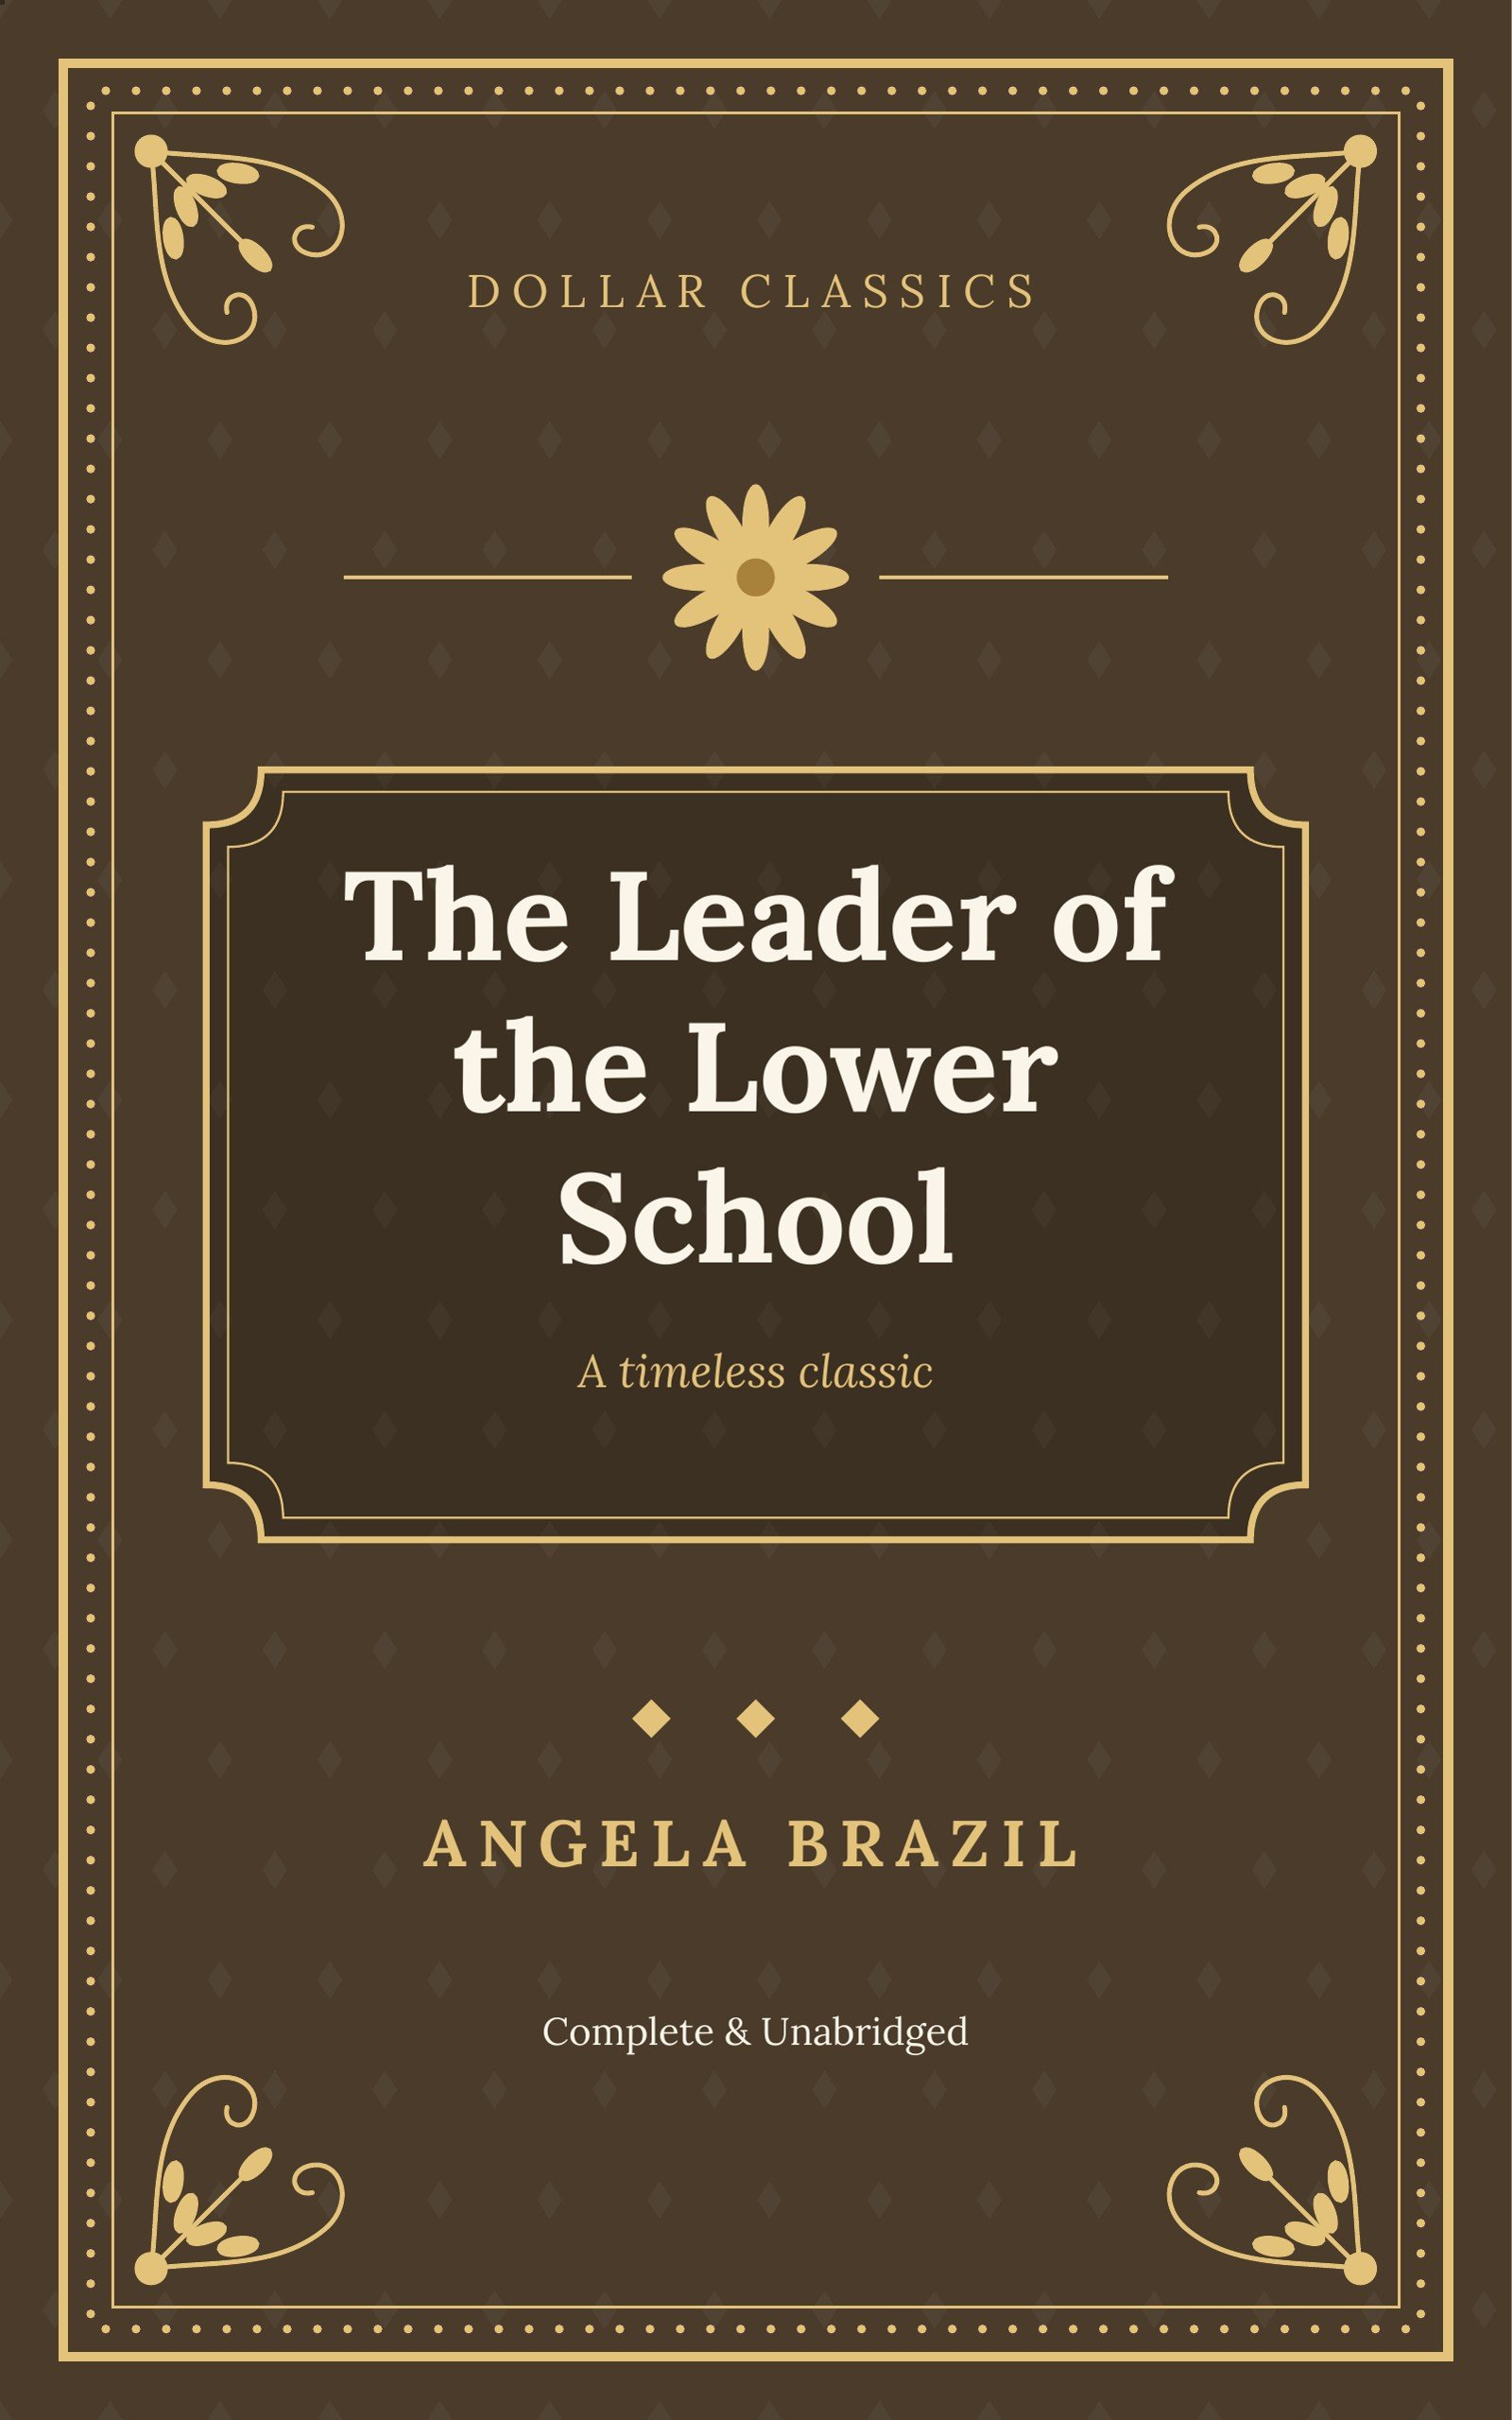 DOLLAR CLASSICS
The Leader of
the Lower
School
A timeless classic
ANGELA BRAZIL
Complete & Unabridged